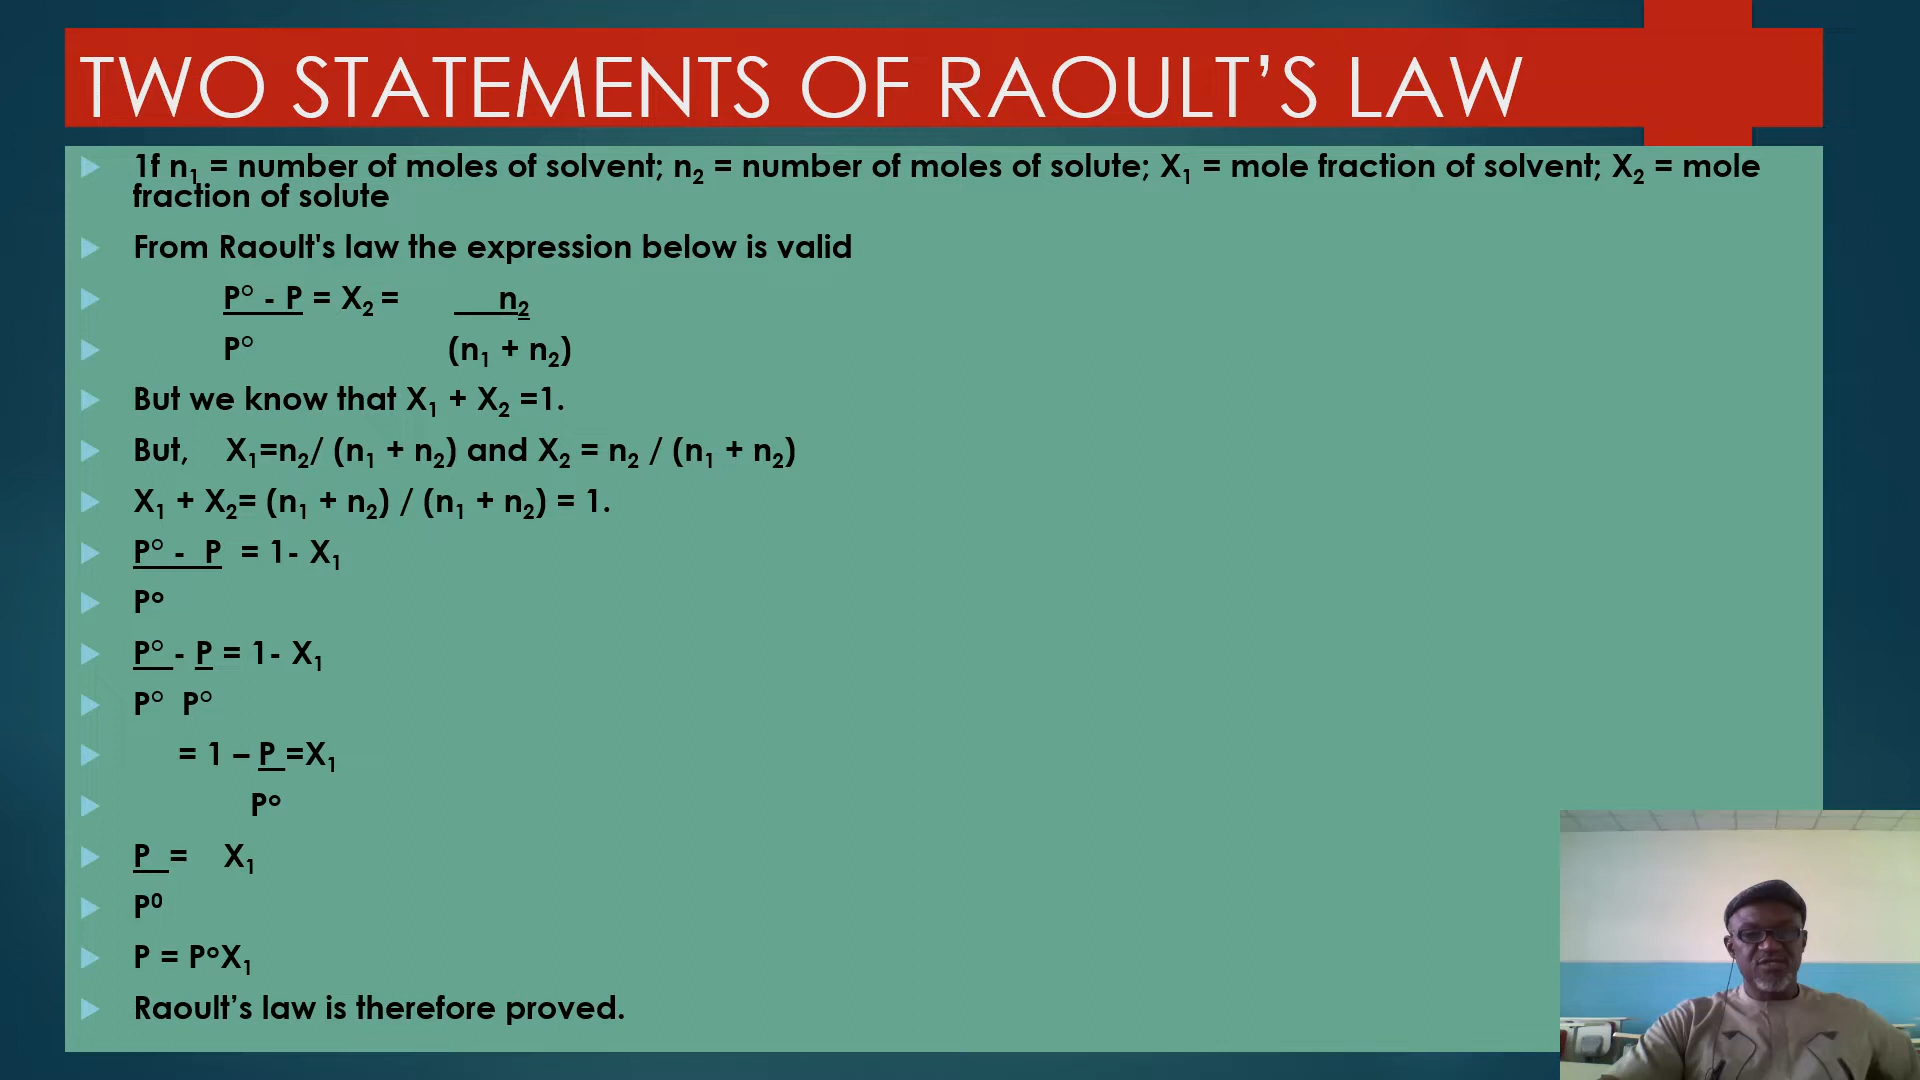 TWO STATEMENTS OF RAOULT’S LAW
1f n₁ = number of moles of solvent; n₂ = number of moles of solute; X₁ = mole fraction of solvent; X₂ = mole
fraction of solute
From Raoult's law the expression below is valid
P° - P = X₂ = n₂
P° (n₁ + n₂)
But we know that X₁ + X₂ =1.
But, X₁=n₂/ (n₁ + n₂) and X₂ = n₂ / (n₁ + n₂)
X₁ + X₂= (n₁ + n₂) / (n₁ + n₂) = 1.
P° - P = 1- X₁
Pᵒ
P° - P = 1- X₁
P° P°
= 1 – P =X₁
Pᵒ
P = X₁
P⁰
P = PᵒX₁
Raoult’s law is therefore proved.